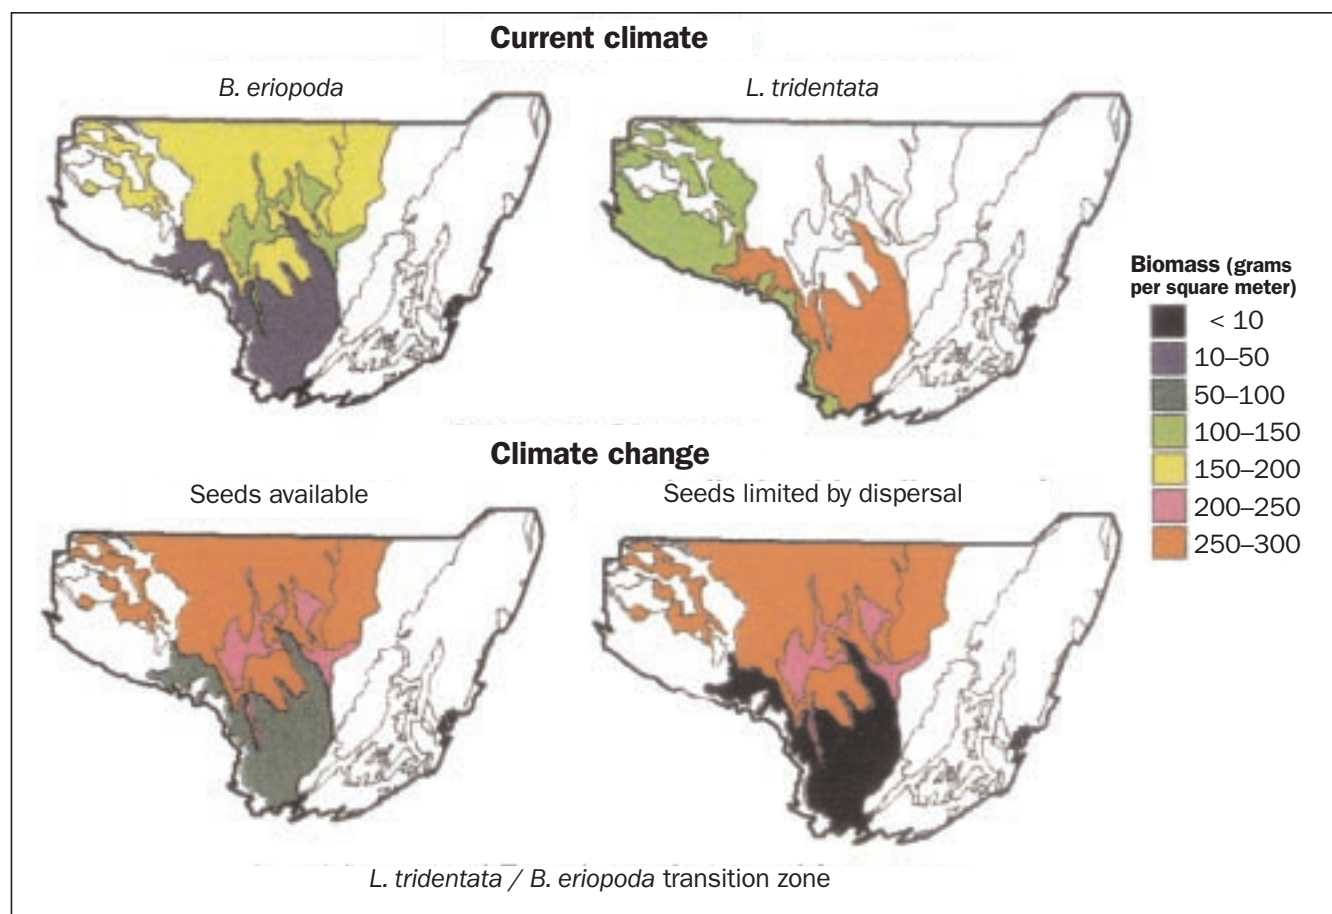 Current climate
B. eriopoda
L. tridentata
Biomass (grams
per square meter)
< 10
10–50
50–100
100–150
150–200
200–250
250–300
Climate change
Seeds available
Seeds limited by dispersal
L. tridentata / B. eriopoda transition zone